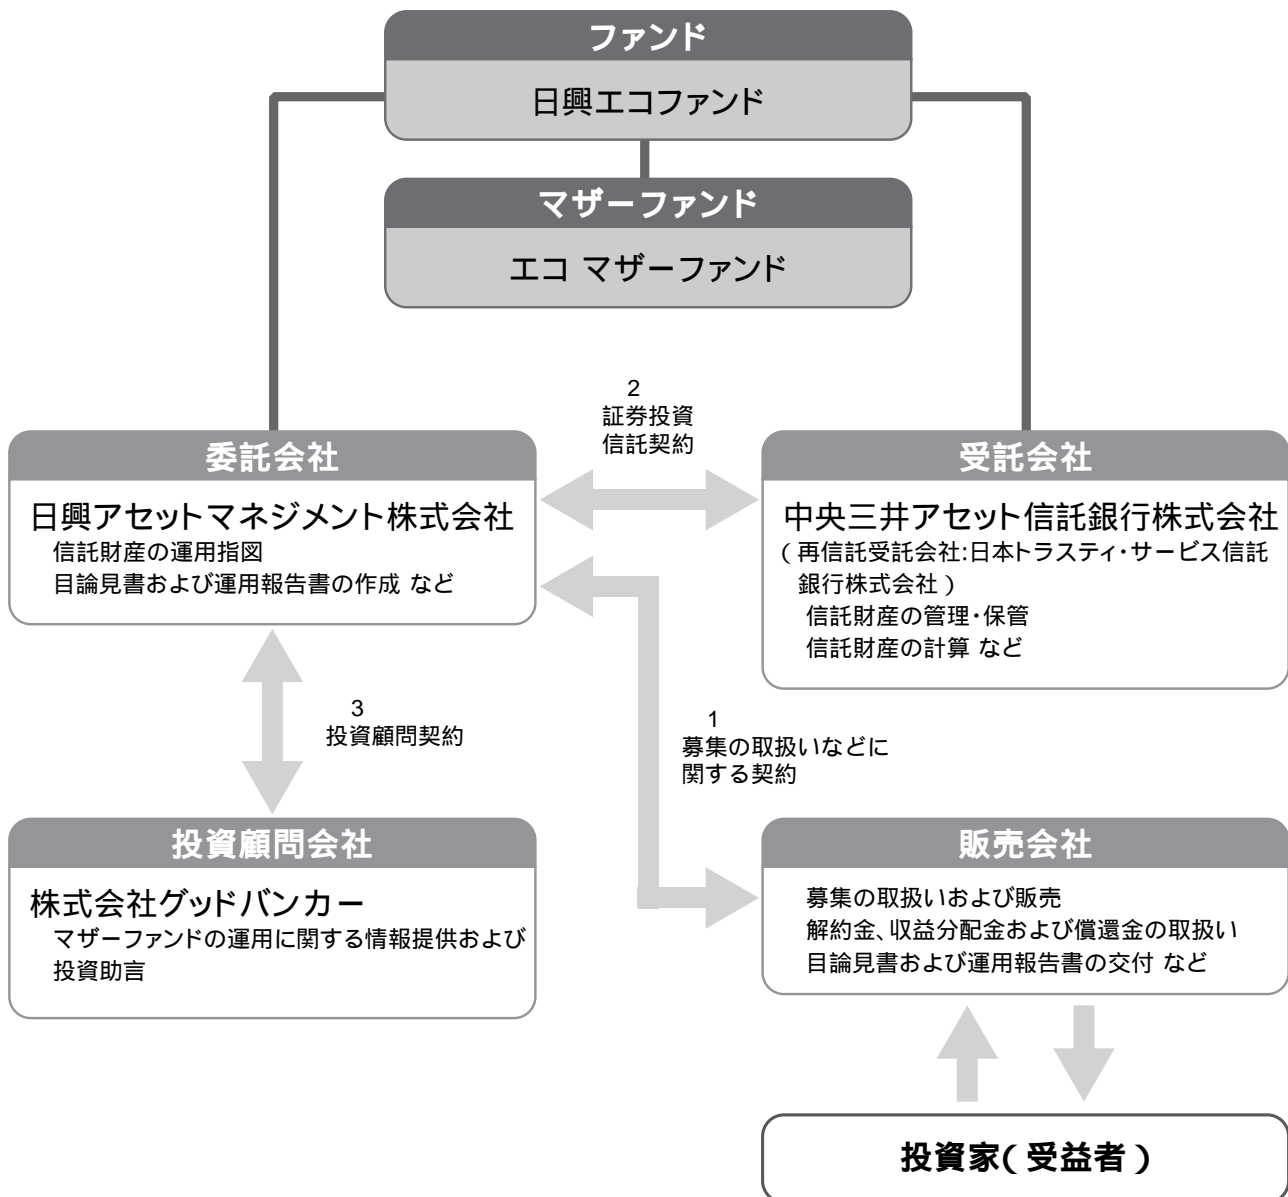 ファンド
日興エコファンド
マザーファンド
エコ マザーファンド
2
証券投資
信託契約
委託会社
日興アセットマネジメント株式会社
信託財産の運用指図
目論見書および運用報告書の作成 など
受託会社
中央三井アセット信託銀行株式会社
(再信託受託会社:日本トラスティ・サービス信託
銀行株式会社)
信託財産の管理・保管
信託財産の計算 など
3
投資顧問契約
1
募集の取扱いなどに
関する契約
投資顧問会社
株式会社グッドバンカー
マザーファンドの運用に関する情報提供および
投資助言
販売会社
募集の取扱いおよび販売
解約金、収益分配金および償還金の取扱い
目論見書および運用報告書の交付 など
投資家(受益者)